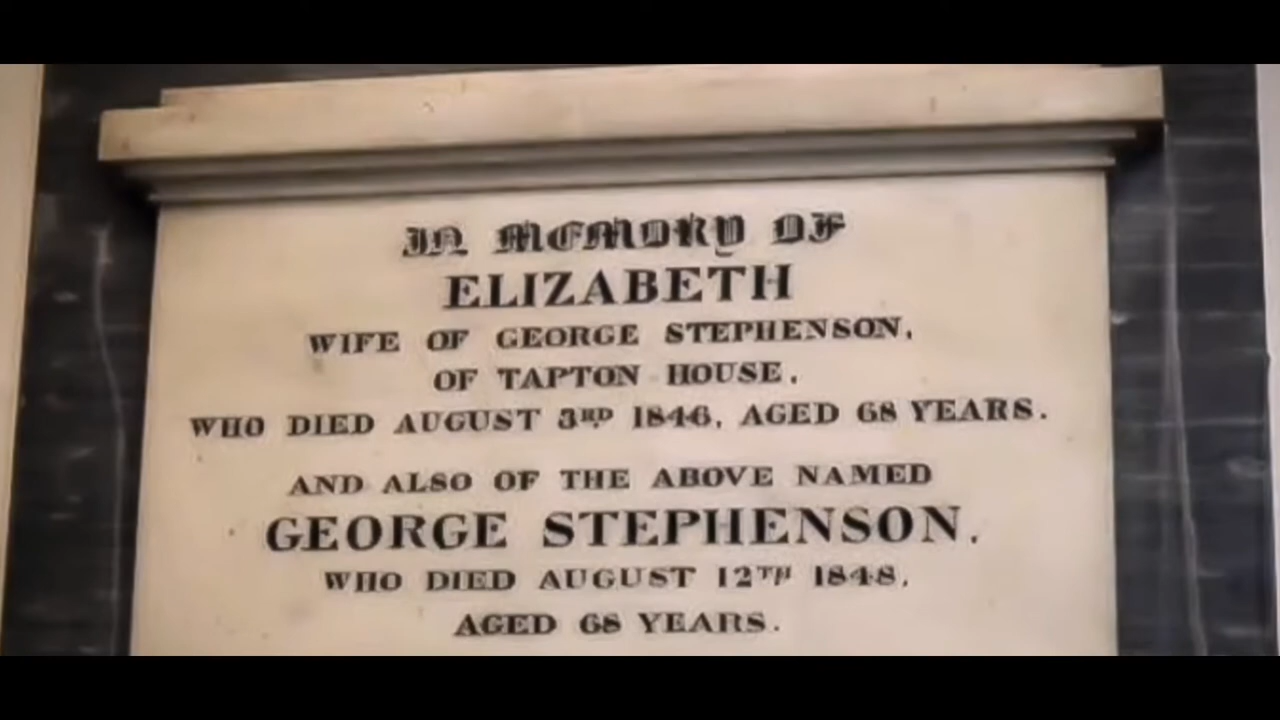 IN MEMORY OF
ELIZABETH
WIFE OF GEORGE STEPHENSON,
OF TAPTON HOUSE,
WHO DIED AUGUST 3RD 1846, AGED 68 YEARS.
AND ALSO OF THE ABOVE NAMED
GEORGE STEPHENSON,
WHO DIED AUGUST 12TH 1848,
AGED 68 YEARS.